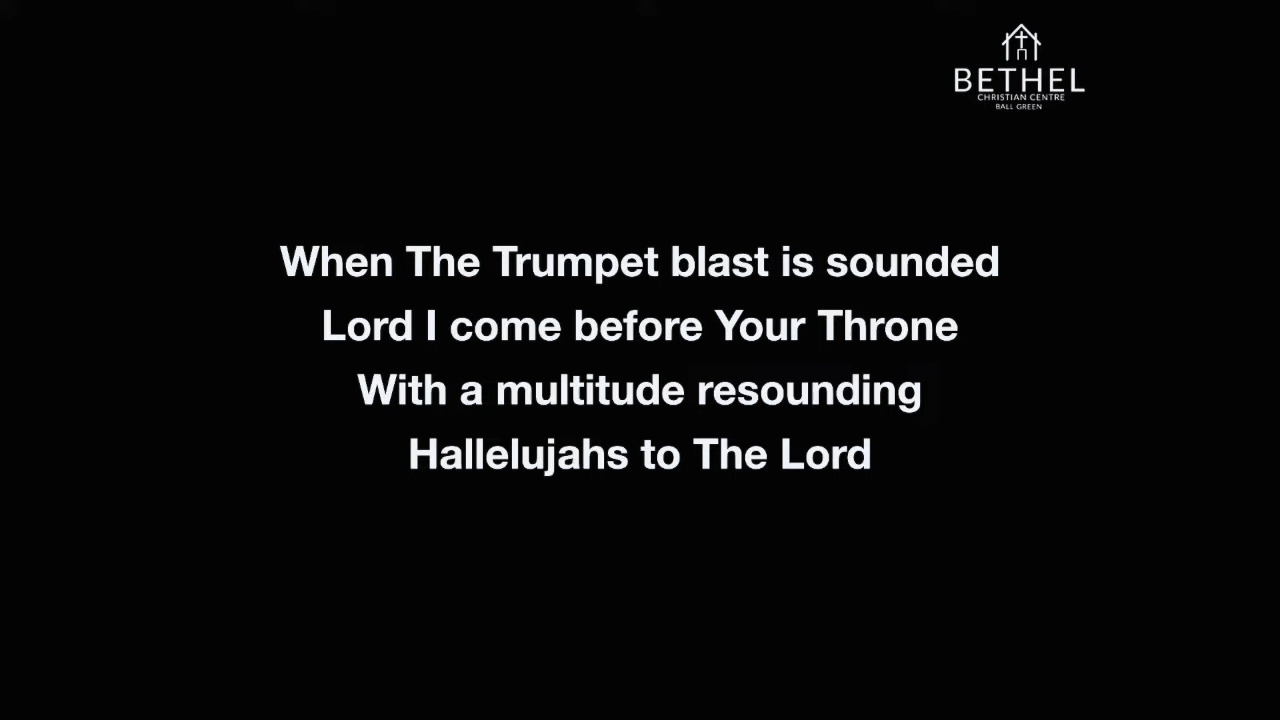 BETHEL
CHRISTIAN CENTRE
BALL GREEN
When The Trumpet blast is sounded
Lord I come before Your Throne
With a multitude resounding
Hallelujahs to The Lord